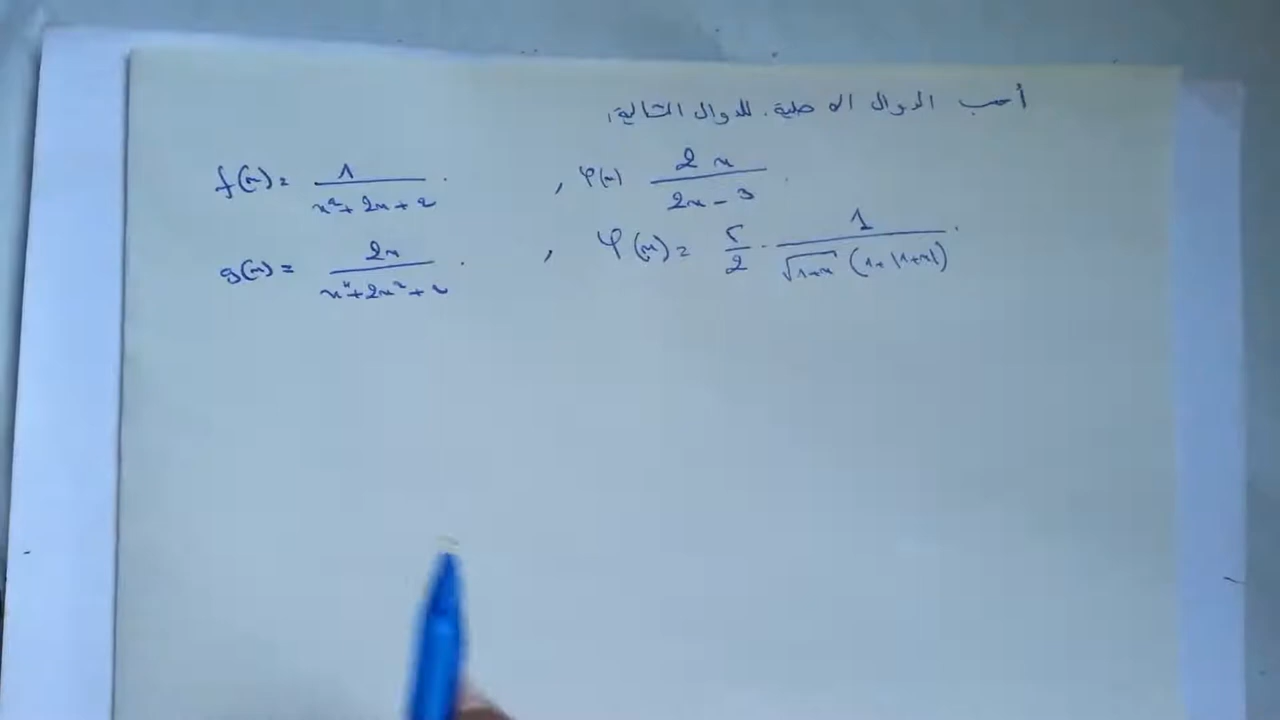 أحسب الدوال الأصلية. للدوال التالية,
f(x) = 1/(x²+2x+2) . , φ(x) 2x/(2x-3) .
g(x) = 2x/(x⁴+2x²+2) . , φ(x) = 5/2 . 1/(√(1+x) (1+|1+x|)) .